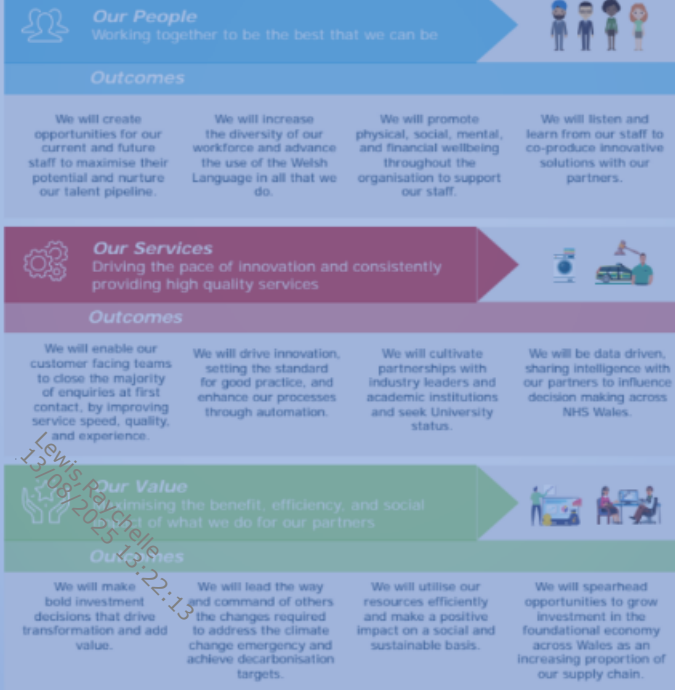 Our People
Working together to be the best that we can be
Outcomes
We will create
opportunities for our
current and future
staff to maximise their
potential and nurture
our talent pipeline.
We will increase
the diversity of our
workforce and advance
the use of the Welsh
Language in all that we
do.
We will promote
physical, social, mental,
and financial wellbeing
throughout the
organisation to support
our staff.
We will listen and
learn from our staff to
co-produce innovative
solutions with our
partners.
Our Services
Driving the pace of innovation and consistently
providing high quality services
Outcomes
We will enable our
customer facing teams
to close the majority
of enquiries at first
contact, by improving
service speed, quality,
and experience.
We will drive innovation,
setting the standard
for good practice, and
enhance our processes
through automation.
We will cultivate
partnerships with
industry leaders and
academic institutions
and seek University
status.
We will be data driven,
sharing intelligence with
our partners to influence
decision making across
NHS Wales.
Our Value
the benefit, efficiency, and social
of what we do for our partners
Outcomes
We will make
bold investment
decisions that drive
transformation and add
value.
We will lead the way
and command of others
the changes required
to address the climate
change emergency and
achieve decarbonisation
targets.
We will utilise our
resources efficiently
and make a positive
impact on a social and
sustainable basis.
We will spearhead
opportunities to grow
investment in the
foundational economy
across Wales as an
increasing proportion of
our supply chain.
Lewis, Raychelle
13/08/2025 13:22:13